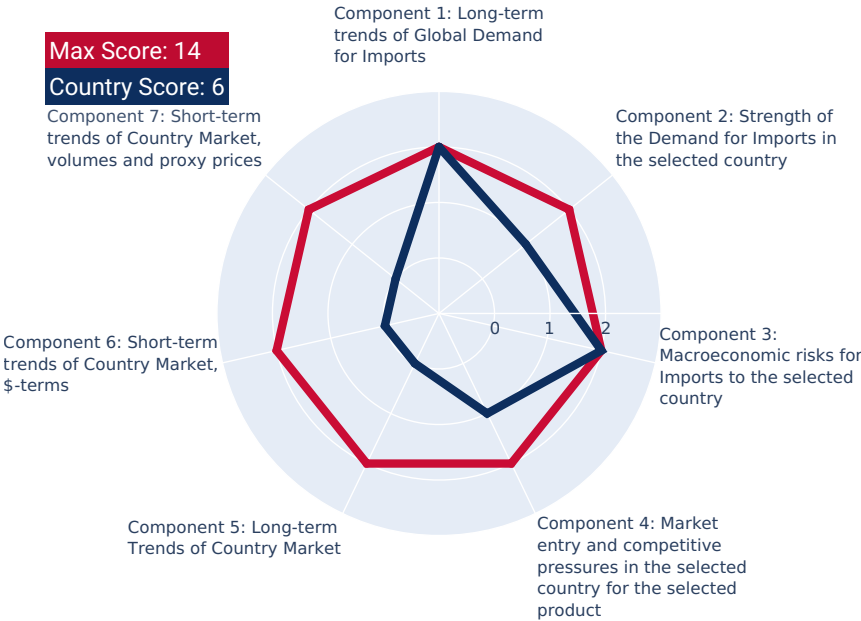 Component 1: Long-term
trends of Global Demand
for Imports
Max Score: 14
Country Score: 6
Component 7: Short-term
trends of Country Market,
volumes and proxy prices
Component 2: Strength of
the Demand for Imports in
the selected country
0
1
2
Component 6: Short-term
trends of Country Market,
$-terms
Component 3:
Macroeconomic risks for
Imports to the selected
country
Component 5: Long-term
Trends of Country Market
Component 4: Market
entry and competitive
pressures in the selected
country for the selected
product